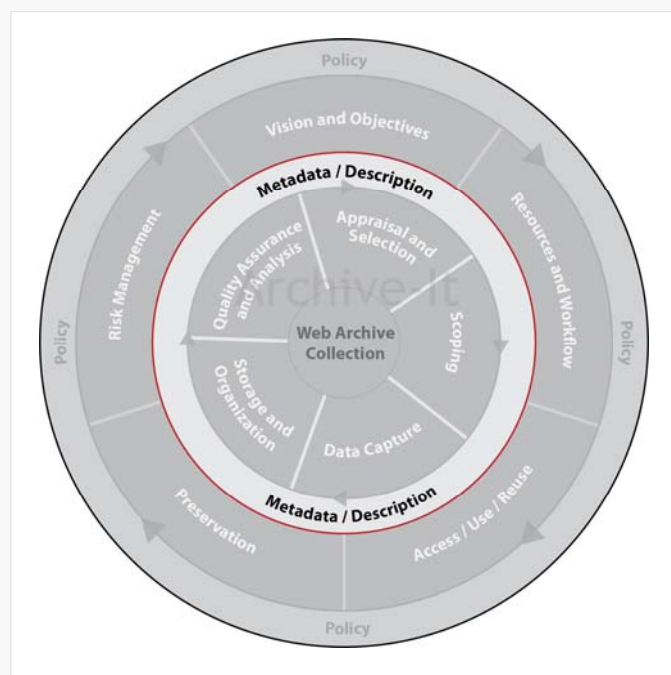 Policy
Vision and Objectives
Metadata / Description
Appraisal and
Selection
Quality Assurance
and Analysis
Archive-It
Risk Management
Resources and Workflow
Policy
Web Archive
Collection
Scoping
Policy
Storage and
Organization
Data Capture
Metadata / Description
Preservation
Access / Use / Reuse
Policy